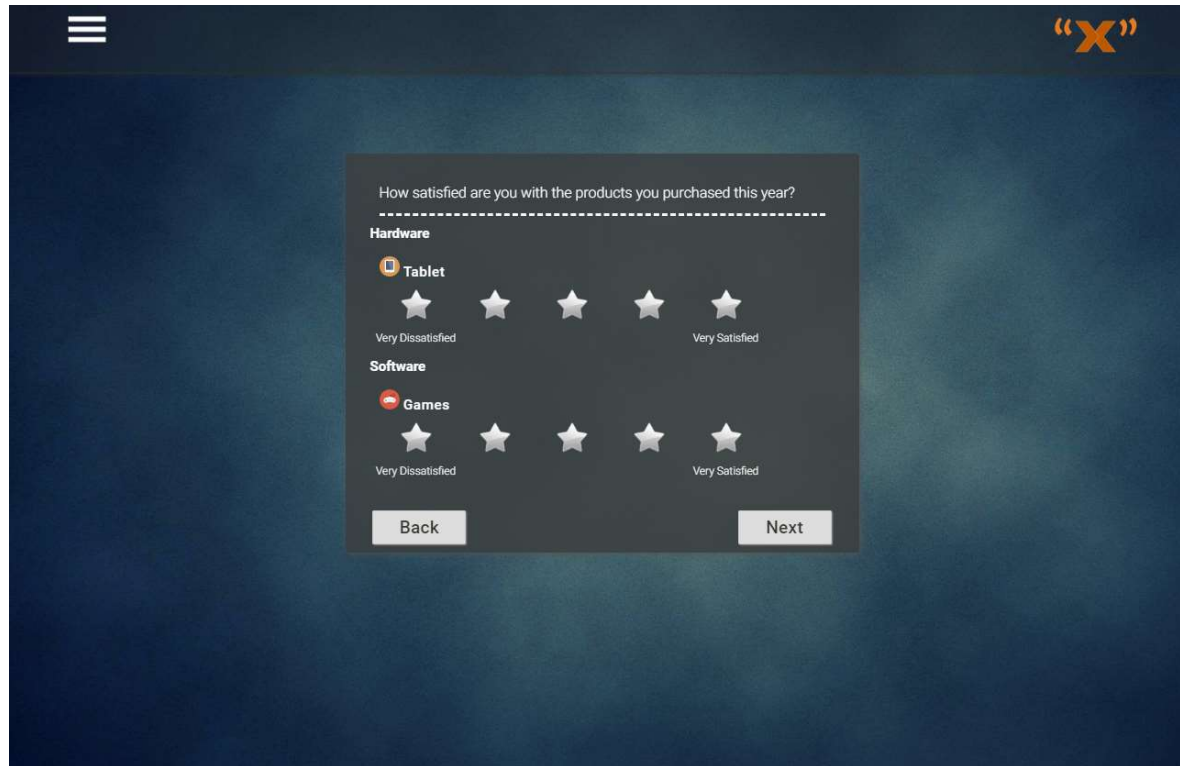 “X”
How satisfied are you with the products you purchased this year?
Hardware
Tablet
Very Dissatisfied Very Satisfied
Software
Games
Very Dissatisfied Very Satisfied
Back Next